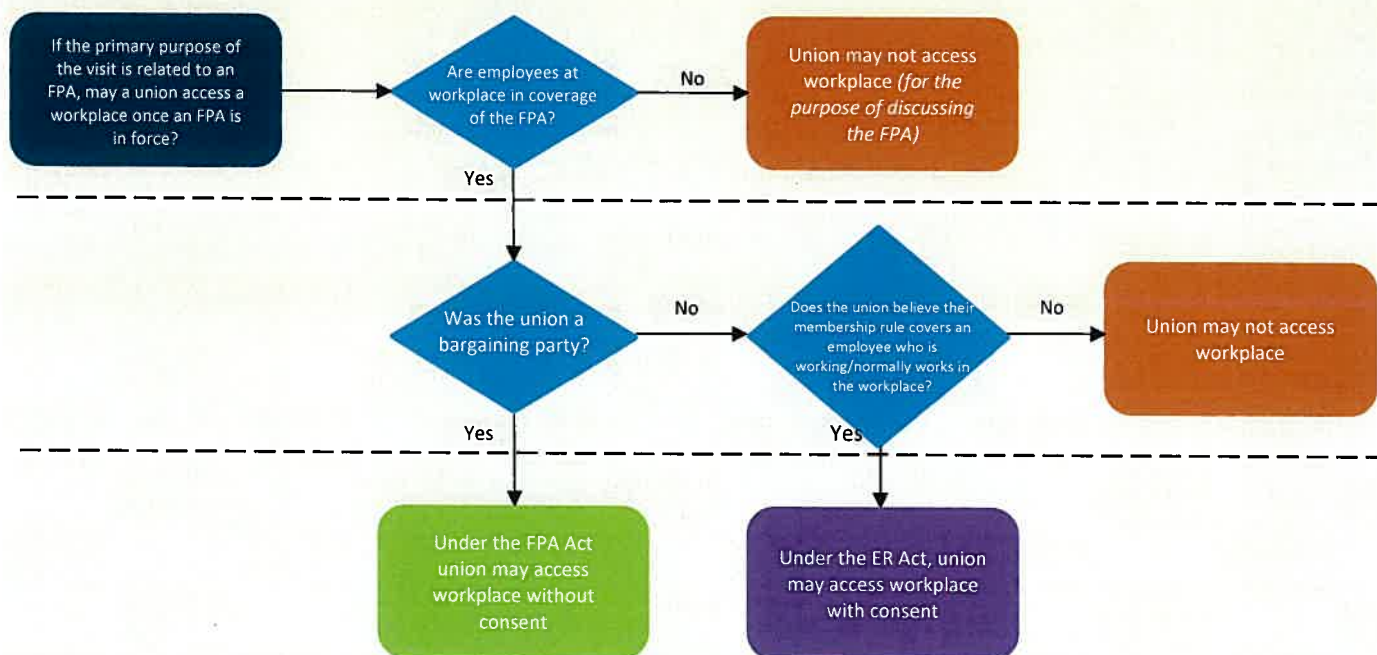 If the primary purpose of
the visit is related to an
FPA, may a union access a
workplace once an FPA is
in force?
Are employees at
workplace in coverage
of the FPA?
No
Union may not access
workplace (for the
purpose of discussing
the FPA)
Yes
Was the union a
bargaining party?
No
Does the union believe their
membership rule covers an
employee who is
working/normally works in
the workplace?
No
Union may not access
workplace
Yes
Yes
Under the FPA Act
union may access
workplace without
consent
Under the ER Act, union
may access workplace
with consent